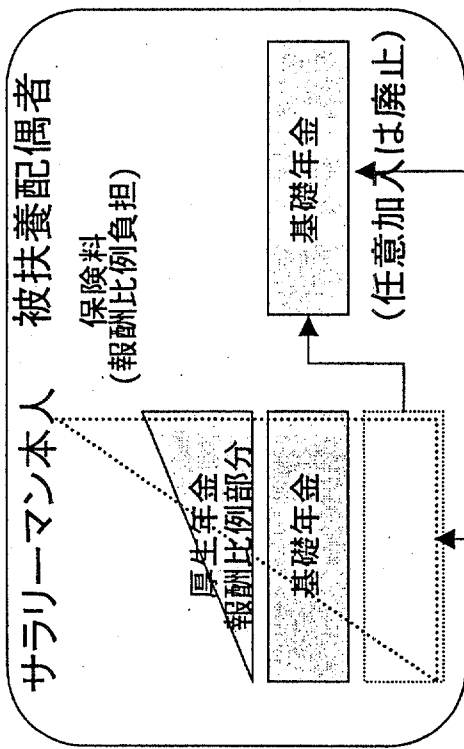 サラリーマン本人
被扶養配偶者
保険料
(報酬比例負担)
厚生年金
報酬比例部分
基礎年金
基礎年金
(任意加入は廃止)